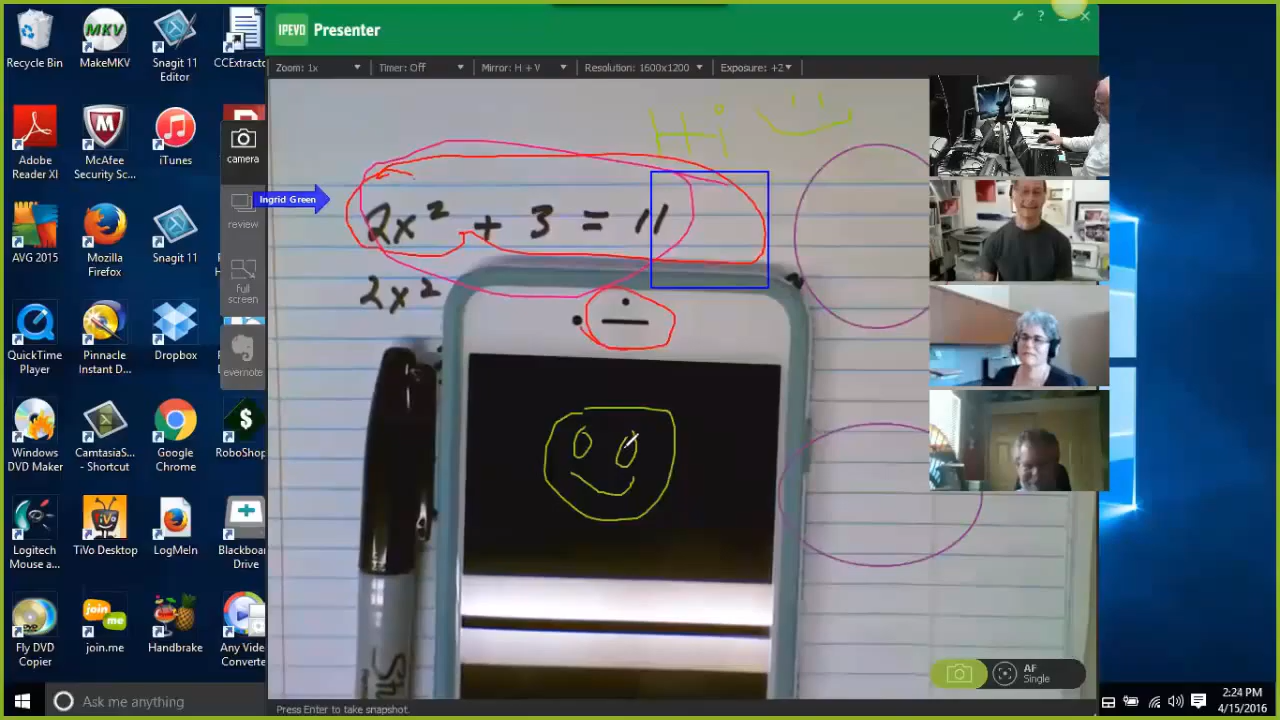 IPEVO Presenter
Zoom: 1x Timer: Off Mirror: H + V Resolution: 1600x1200 Exposure: +2
Recycle Bin MakeMKV Snagit 11 Editor CCExtractor
Adobe Reader XI McAfee Security Sc... iTunes
AVG 2015 Mozilla Firefox Snagit 11
QuickTime Player Pinnacle Instant D... Dropbox
Windows DVD Maker CamtasiaS... - Shortcut Google Chrome RoboShop
Logitech Mouse a... TiVo Desktop LogMeIn Blackboard Drive
Fly DVD Copier join.me Handbrake Any Video Converte
camera
review
full screen
evernote
Ingrid Green
Hi
2x² + 3 = 11
2x²
AF
Single
Press Enter to take snapshot.
Ask me anything
2:24 PM
4/15/2016